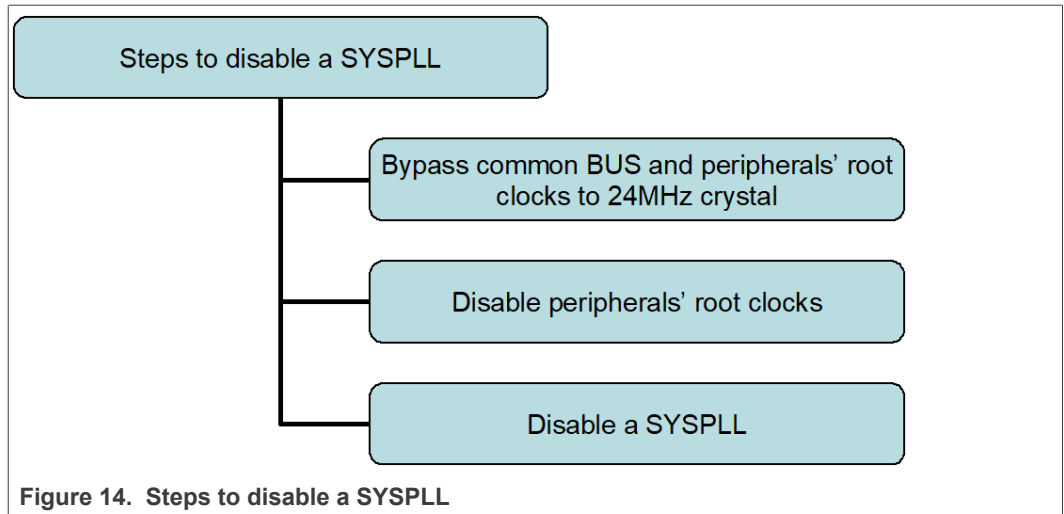 Steps to disable a SYSPLL
Bypass common BUS and peripherals’ root
clocks to 24MHz crystal
Disable peripherals’ root clocks
Disable a SYSPLL
Figure 14. Steps to disable a SYSPLL